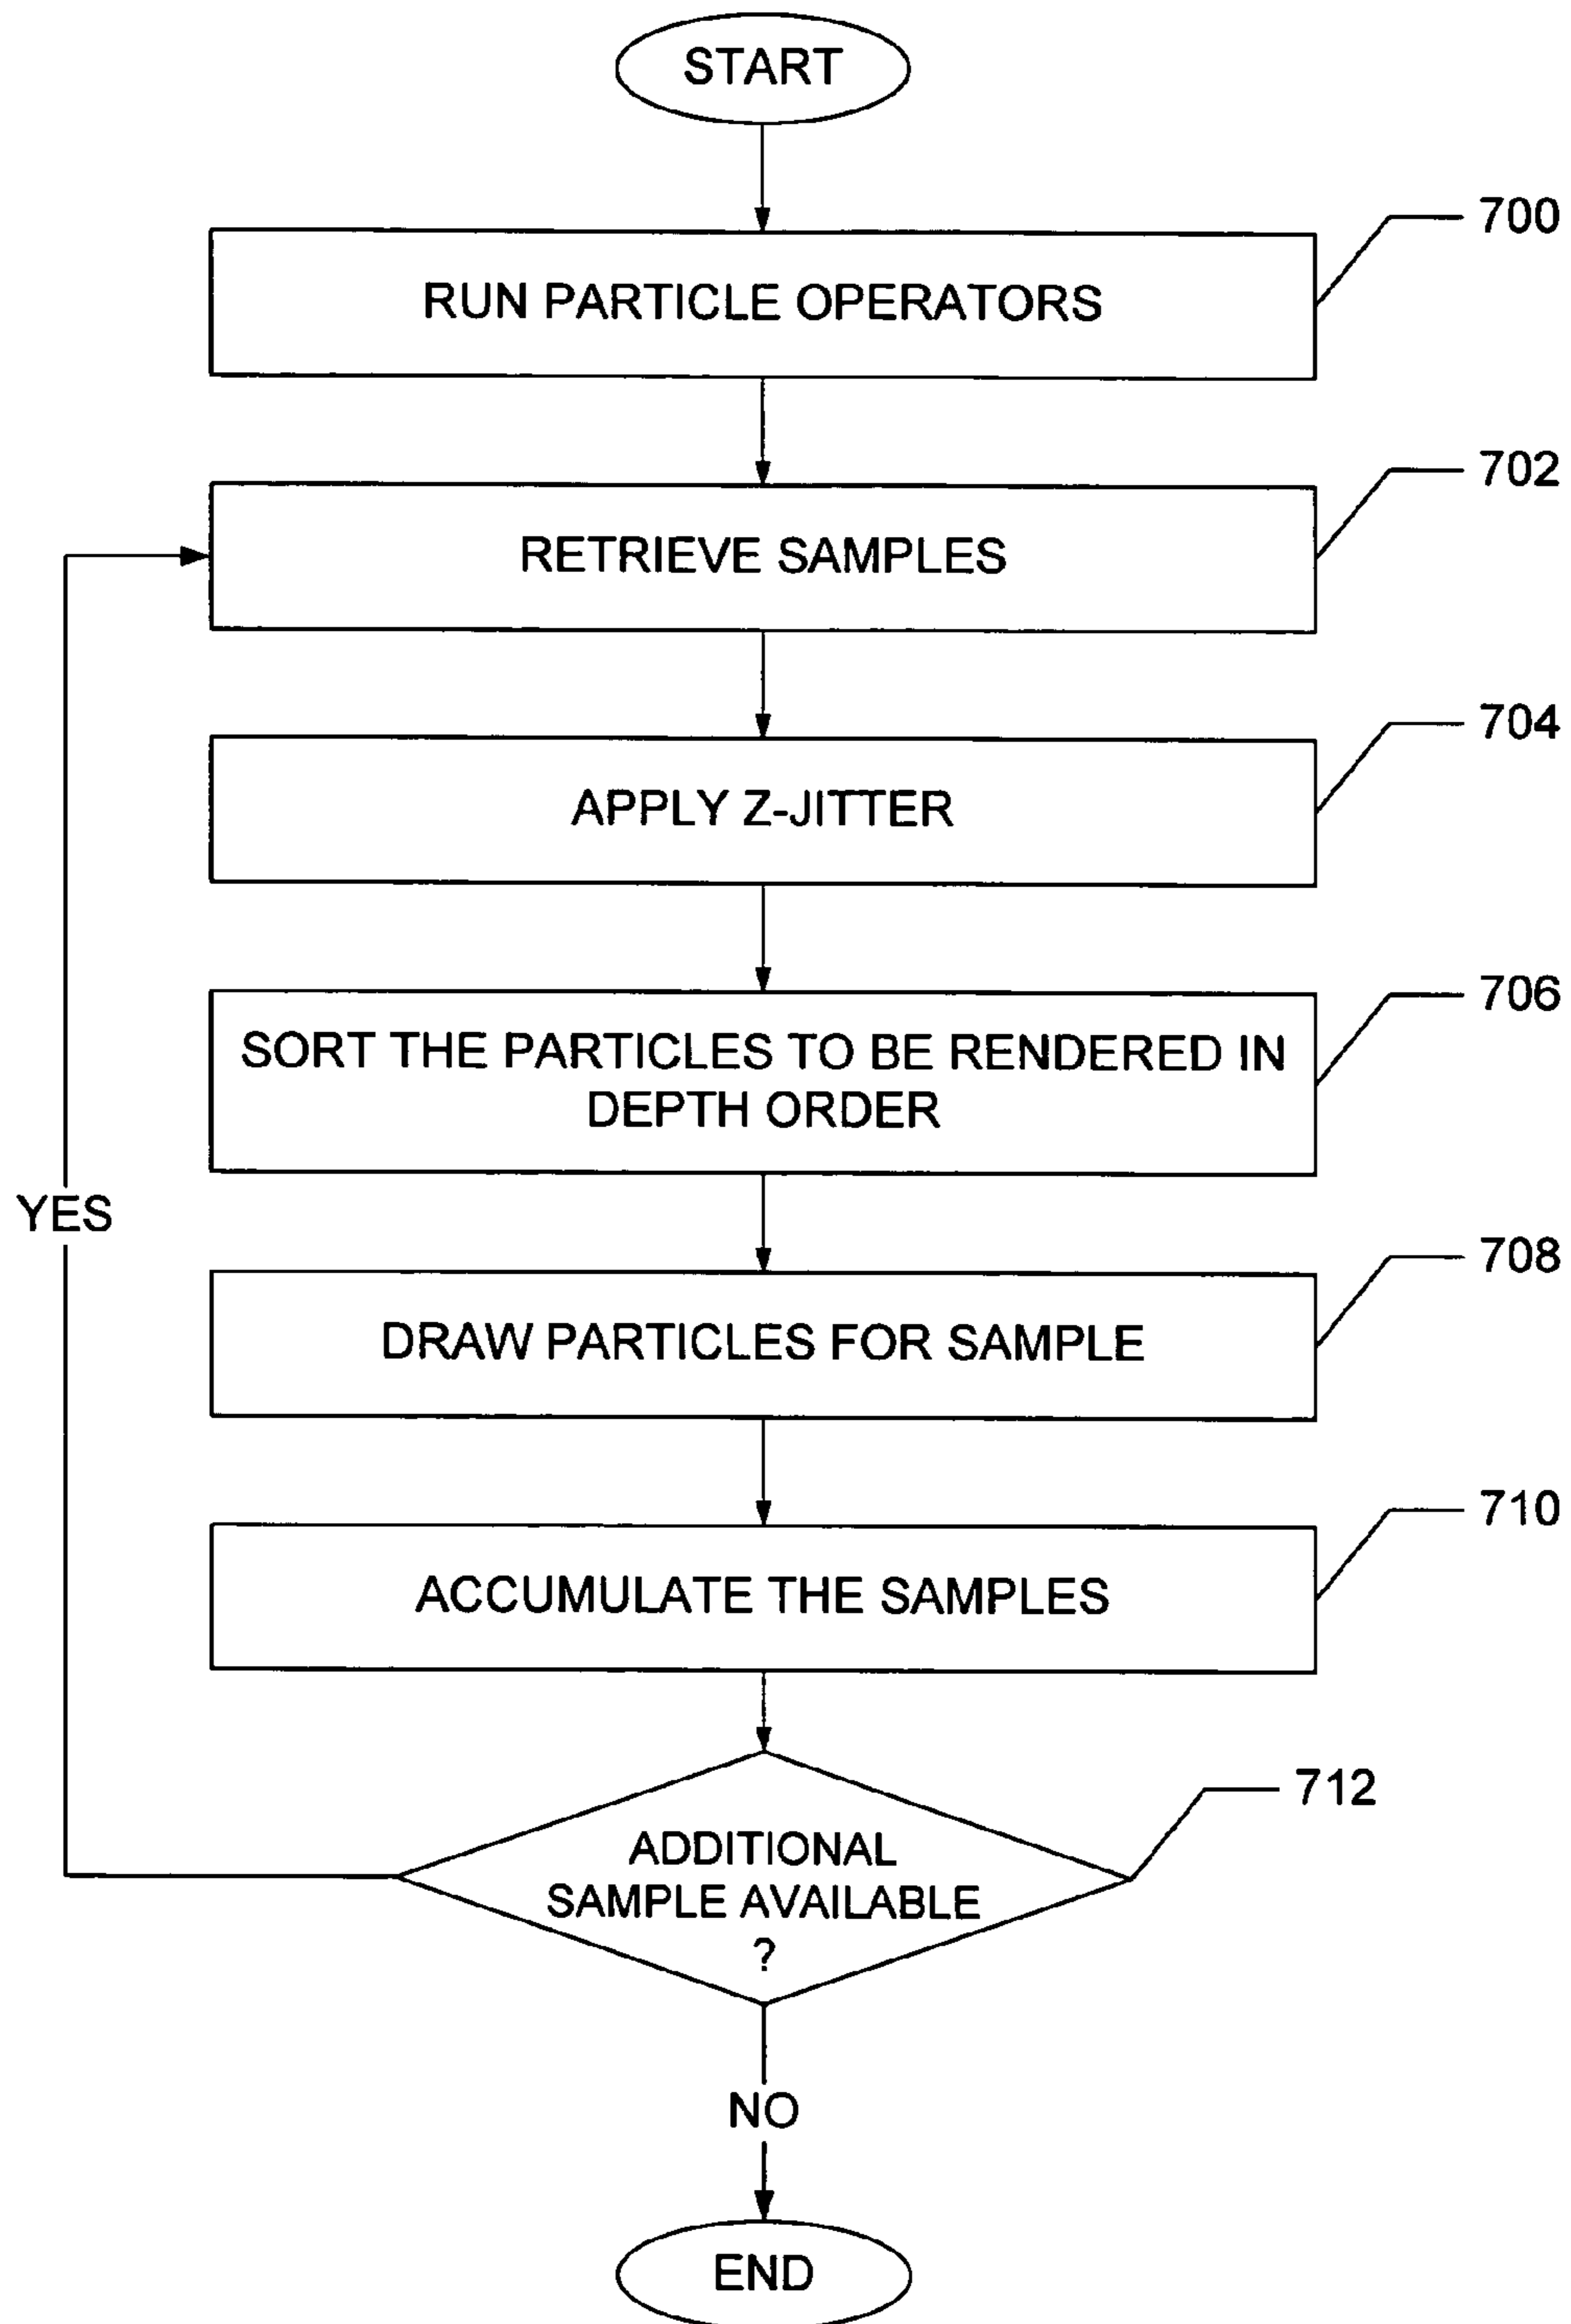 START
700
RUN PARTICLE OPERATORS
702
RETRIEVE SAMPLES
704
APPLY Z-JITTER
706
SORT THE PARTICLES TO BE RENDERED IN
DEPTH ORDER
YES
708
DRAW PARTICLES FOR SAMPLE
710
ACCUMULATE THE SAMPLES
712
ADDITIONAL
SAMPLE AVAILABLE
?
NO
END